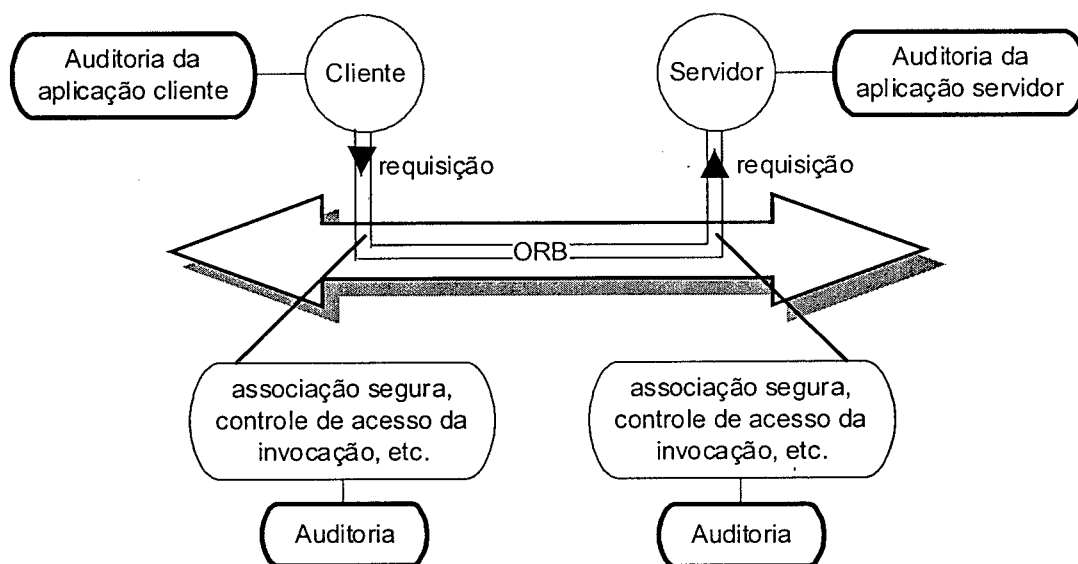 Auditoria da
aplicação cliente
Cliente
Servidor
Auditoria da
aplicação servidor
requisição
requisição
ORB
associação segura,
controle de acesso da
invocação, etc.
associação segura,
controle de acesso da
invocação, etc.
Auditoria
Auditoria